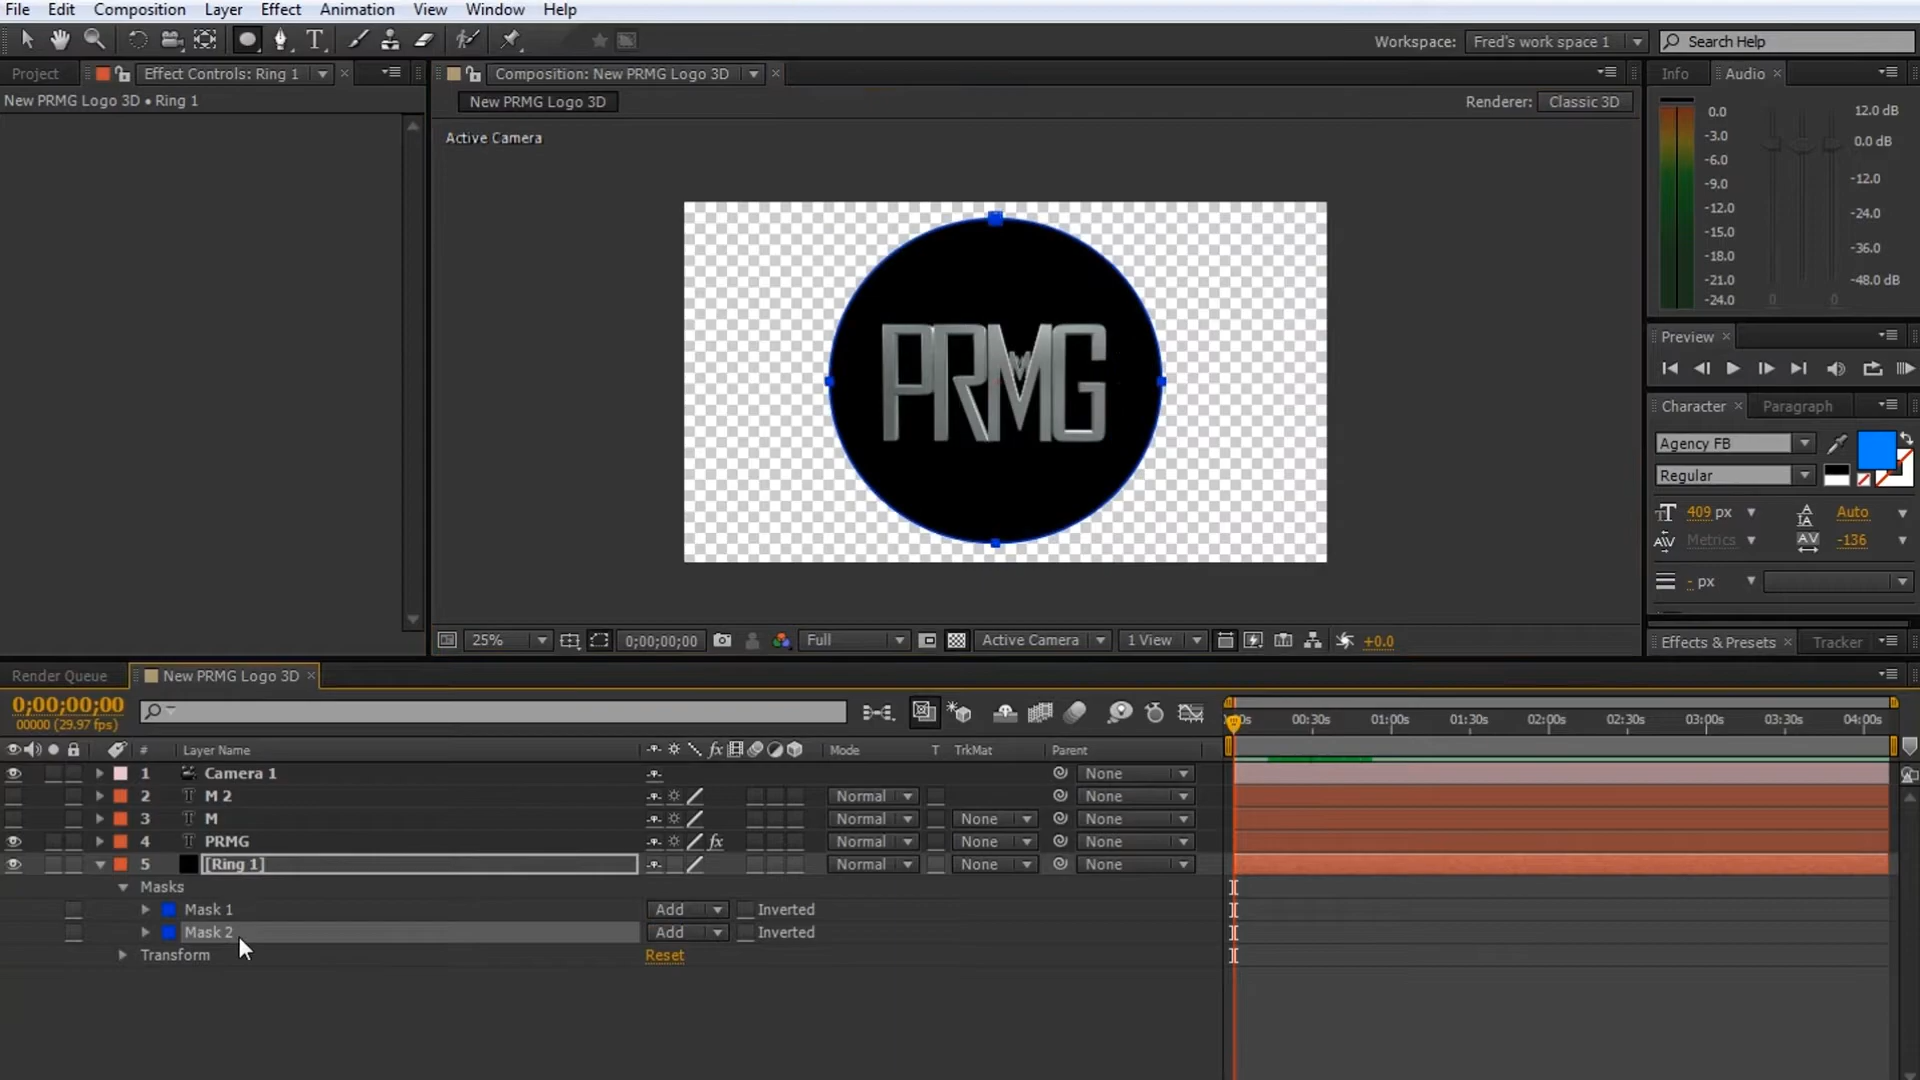 File Edit Composition Layer Effect Animation View Window Help
Workspace: Fred's work space 1 Search Help
Project Effect Controls: Ring 1 Composition: New PRMG Logo 3D Info Audio
New PRMG Logo 3D • Ring 1 New PRMG Logo 3D Renderer: Classic 3D
Active Camera
0.0 12.0 dB
-3.0 0.0 dB
-6.0
-9.0 -12.0
-12.0 -24.0
-15.0
-18.0 -36.0
-21.0 -48.0 dB
-24.0 0 0
PRMG
Preview
Character Paragraph
Agency FB
Regular
409 px Auto
Metrics -136
- px
25% 0;00;00;00 Full Active Camera 1 View +0.0
Effects & Presets Tracker
Render Queue New PRMG Logo 3D
0;00;00;00
00000 (29.97 fps)
00:30s 01:00s 01:30s 02:00s 02:30s 03:00s 03:30s 04:00s
# Layer Name fx Mode T TrkMat Parent
1 Camera 1 None
2 T M 2 Normal None
3 T M Normal None None
4 T PRMG fx Normal None None
5 [Ring 1] Normal None None
Masks
Mask 1 Add Inverted
Mask 2 Add Inverted
Transform Reset